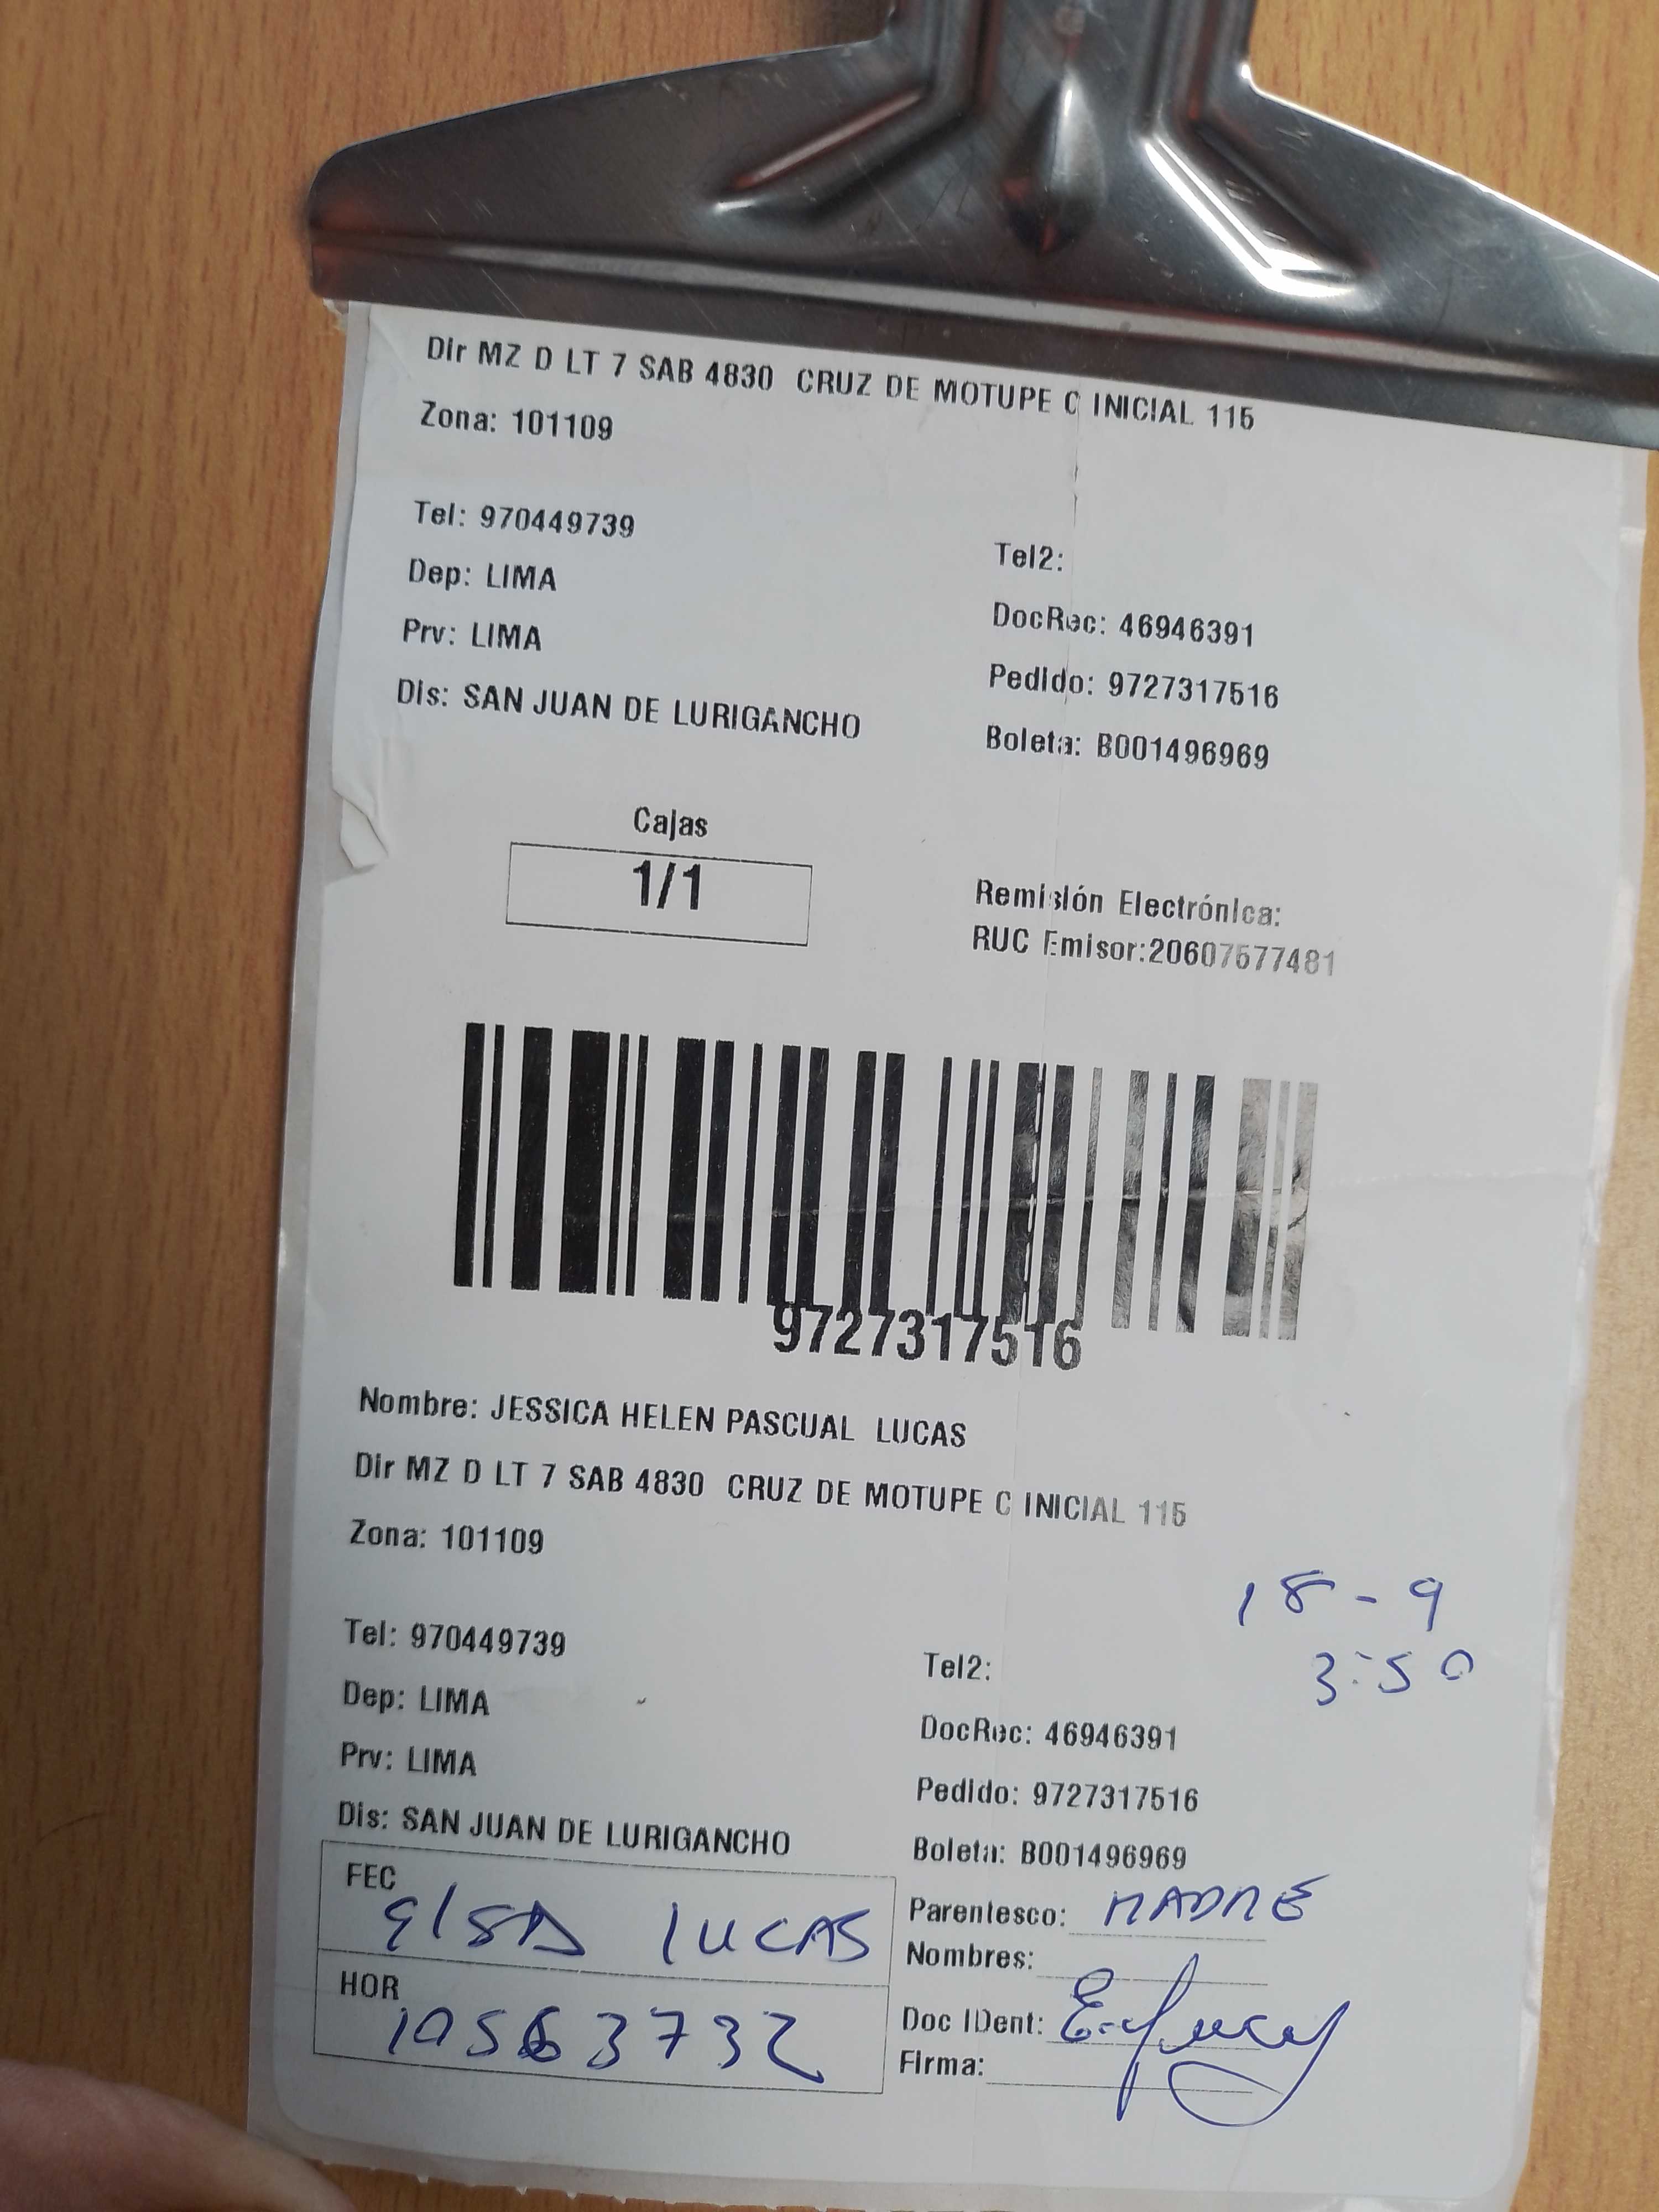 Dir MZ D LT 7 SAB 4830 CRUZ DE MOTUPE C INICIAL 115
Zona: 101109
Tel: 970449739
Tel2:
Dep: LIMA
DocRec: 46946391
Prv: LIMA
Pedido: 9727317516
Dis: SAN JUAN DE LURIGANCHO
Boleta: B001496969
Cajas
1/1
Remisión Electrónica:
RUC Emisor:20607577481
9727317516
Nombre: JESSICA HELEN PASCUAL LUCAS
Dir MZ D LT 7 SAB 4830 CRUZ DE MOTUPE C INICIAL 115
Zona: 101109
18-9
3:50
Tel: 970449739
Tel2:
Dep: LIMA
DocRec: 46946391
Prv: LIMA
Pedido: 9727317516
Dis: SAN JUAN DE LURIGANCHO
Boleta: B001496969
FEC
ElSA lUCAS
Parentesco: MADRE
Nombres:
HOR
10563732
Doc IDent:
Firma: